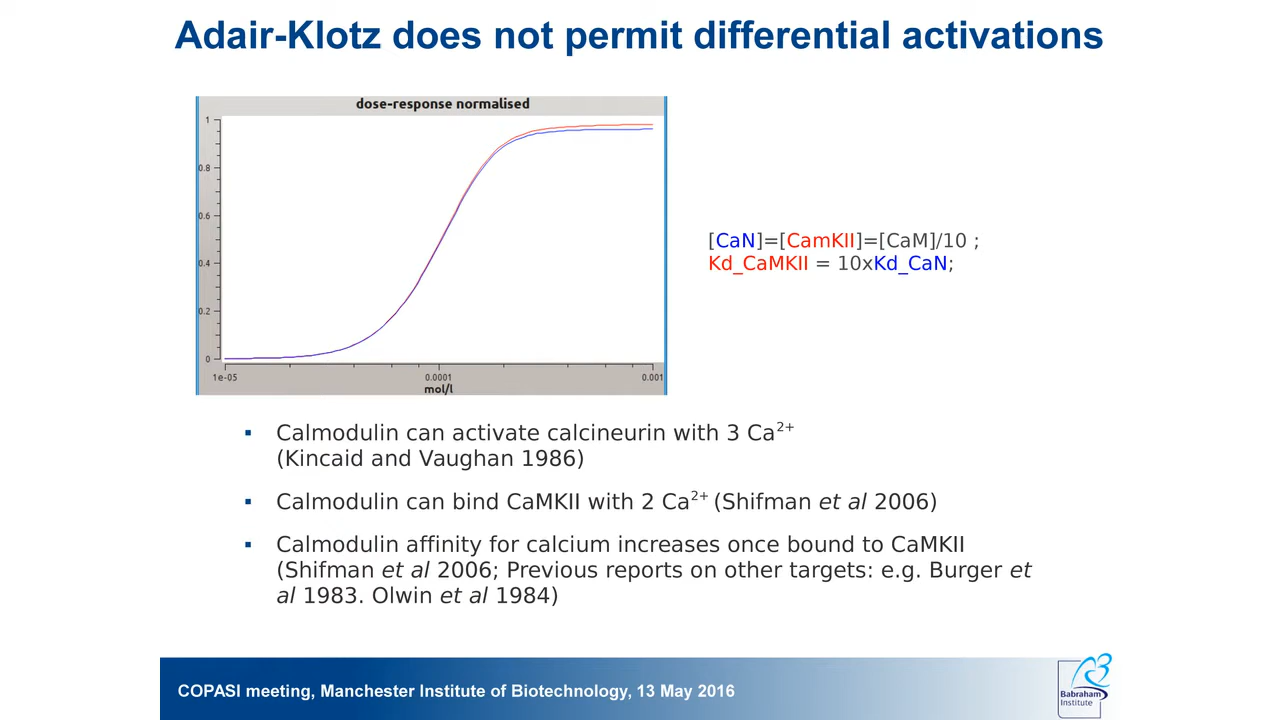 Adair-Klotz does not permit differential activations
dose-response normalised
1
0.8
0.6
0.4
0.2
0
1e-05
0.0001
0.001
mol/l
[CaN]=[CamKII]=[CaM]/10 ;
Kd_CaMKII = 10xKd_CaN;
▪ Calmodulin can activate calcineurin with 3 Ca²⁺
(Kincaid and Vaughan 1986)
▪ Calmodulin can bind CaMKII with 2 Ca²⁺ (Shifman et al 2006)
▪ Calmodulin affinity for calcium increases once bound to CaMKII
(Shifman et al 2006; Previous reports on other targets: e.g. Burger et
al 1983. Olwin et al 1984)
COPASI meeting, Manchester Institute of Biotechnology, 13 May 2016
Babraham
Institute